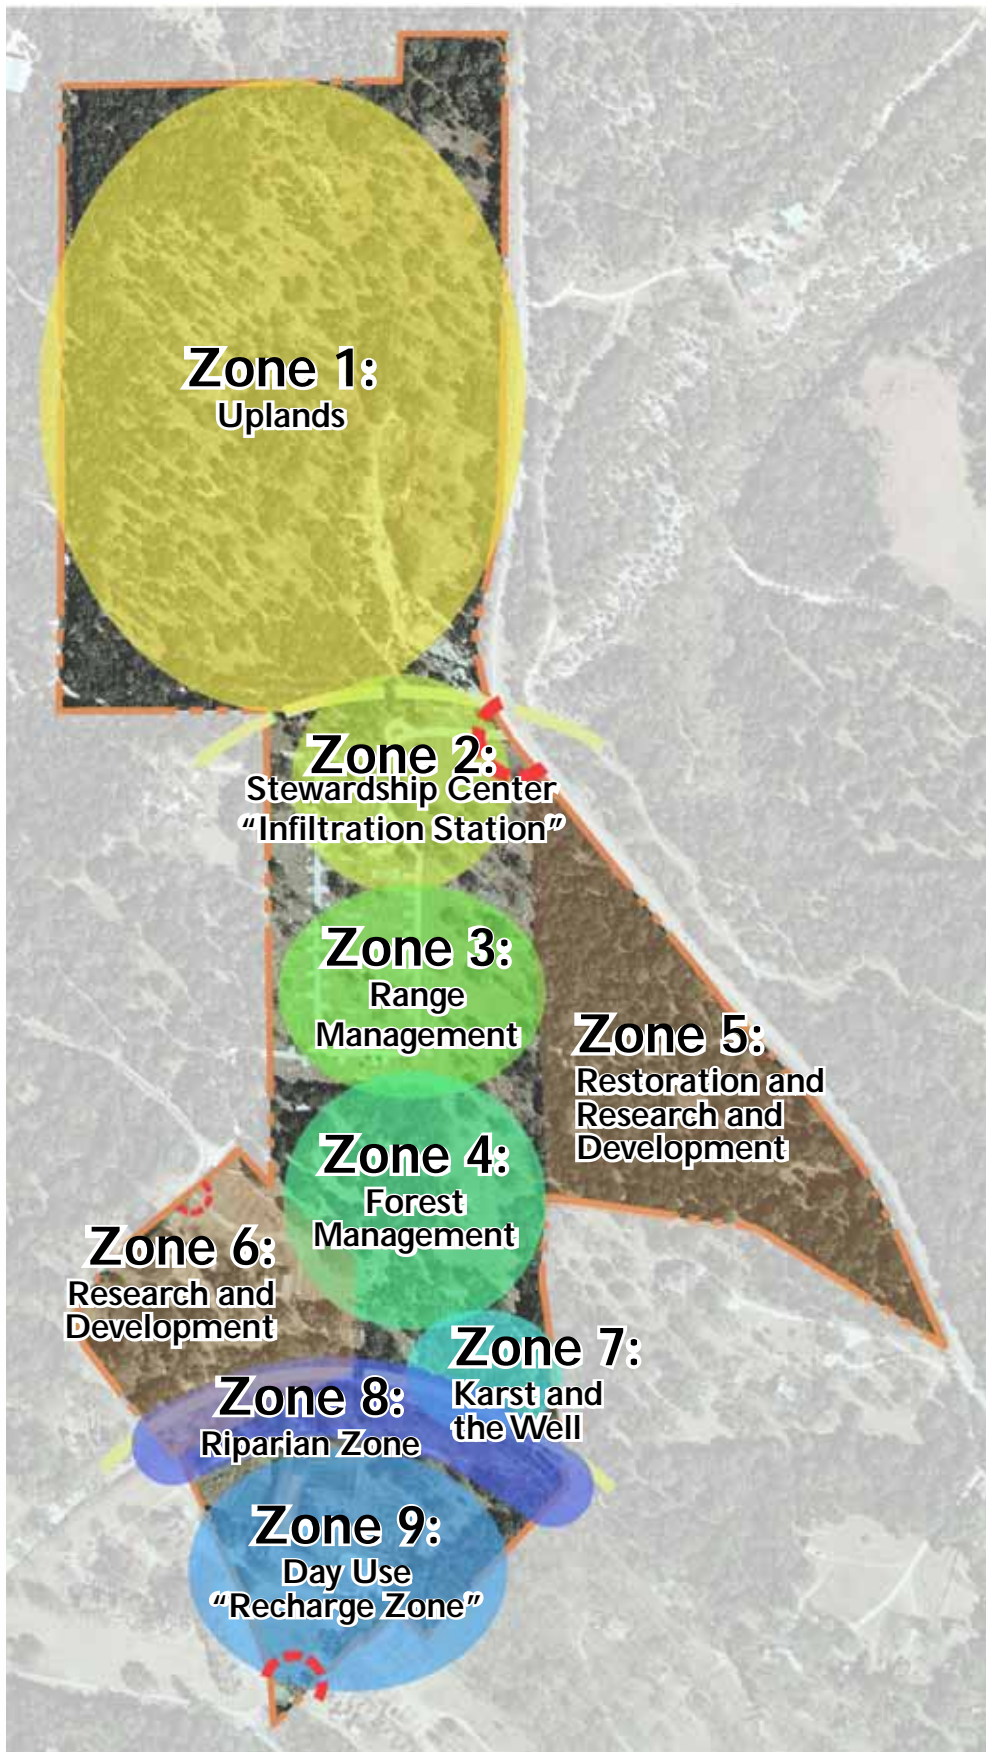 Zone 1:
Uplands
Zone 2:
Stewardship Center
“Infiltration Station”
Zone 3:
Range
Management
Zone 4:
Forest
Management
Zone 5:
Restoration and
Research and
Development
Zone 6:
Research and
Development
Zone 7:
Karst and
the Well
Zone 8:
Riparian Zone
Zone 9:
Day Use
“Recharge Zone”